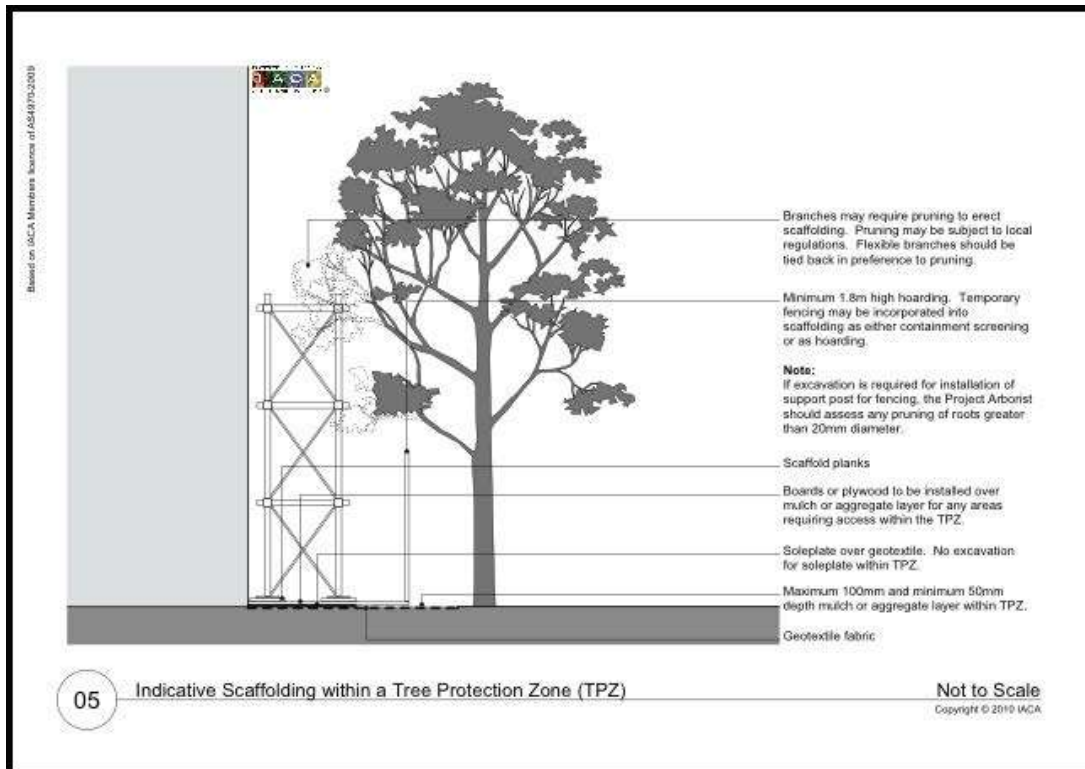 Based on IACA Members licence of AS4970-2009
IACA
Branches may require pruning to erect
scaffolding. Pruning may be subject to local
regulations. Flexible branches should be
tied back in preference to pruning.
Minimum 1.8m high hoarding. Temporary
fencing may be incorporated into
scaffolding as either containment screening
or as hoarding.
Note:
If excavation is required for installation of
support post for fencing, the Project Arborist
should assess any pruning of roots greater
than 20mm diameter.
Scaffold planks
Boards or plywood to be installed over
mulch or aggregate layer for any areas
requiring access within the TPZ.
Soleplate over geotextile. No excavation
for soleplate within TPZ.
Maximum 100mm and minimum 50mm
depth mulch or aggregate layer within TPZ.
Geotextile fabric
05
Indicative Scaffolding within a Tree Protection Zone (TPZ)
Not to Scale
Copyright © 2010 IACA